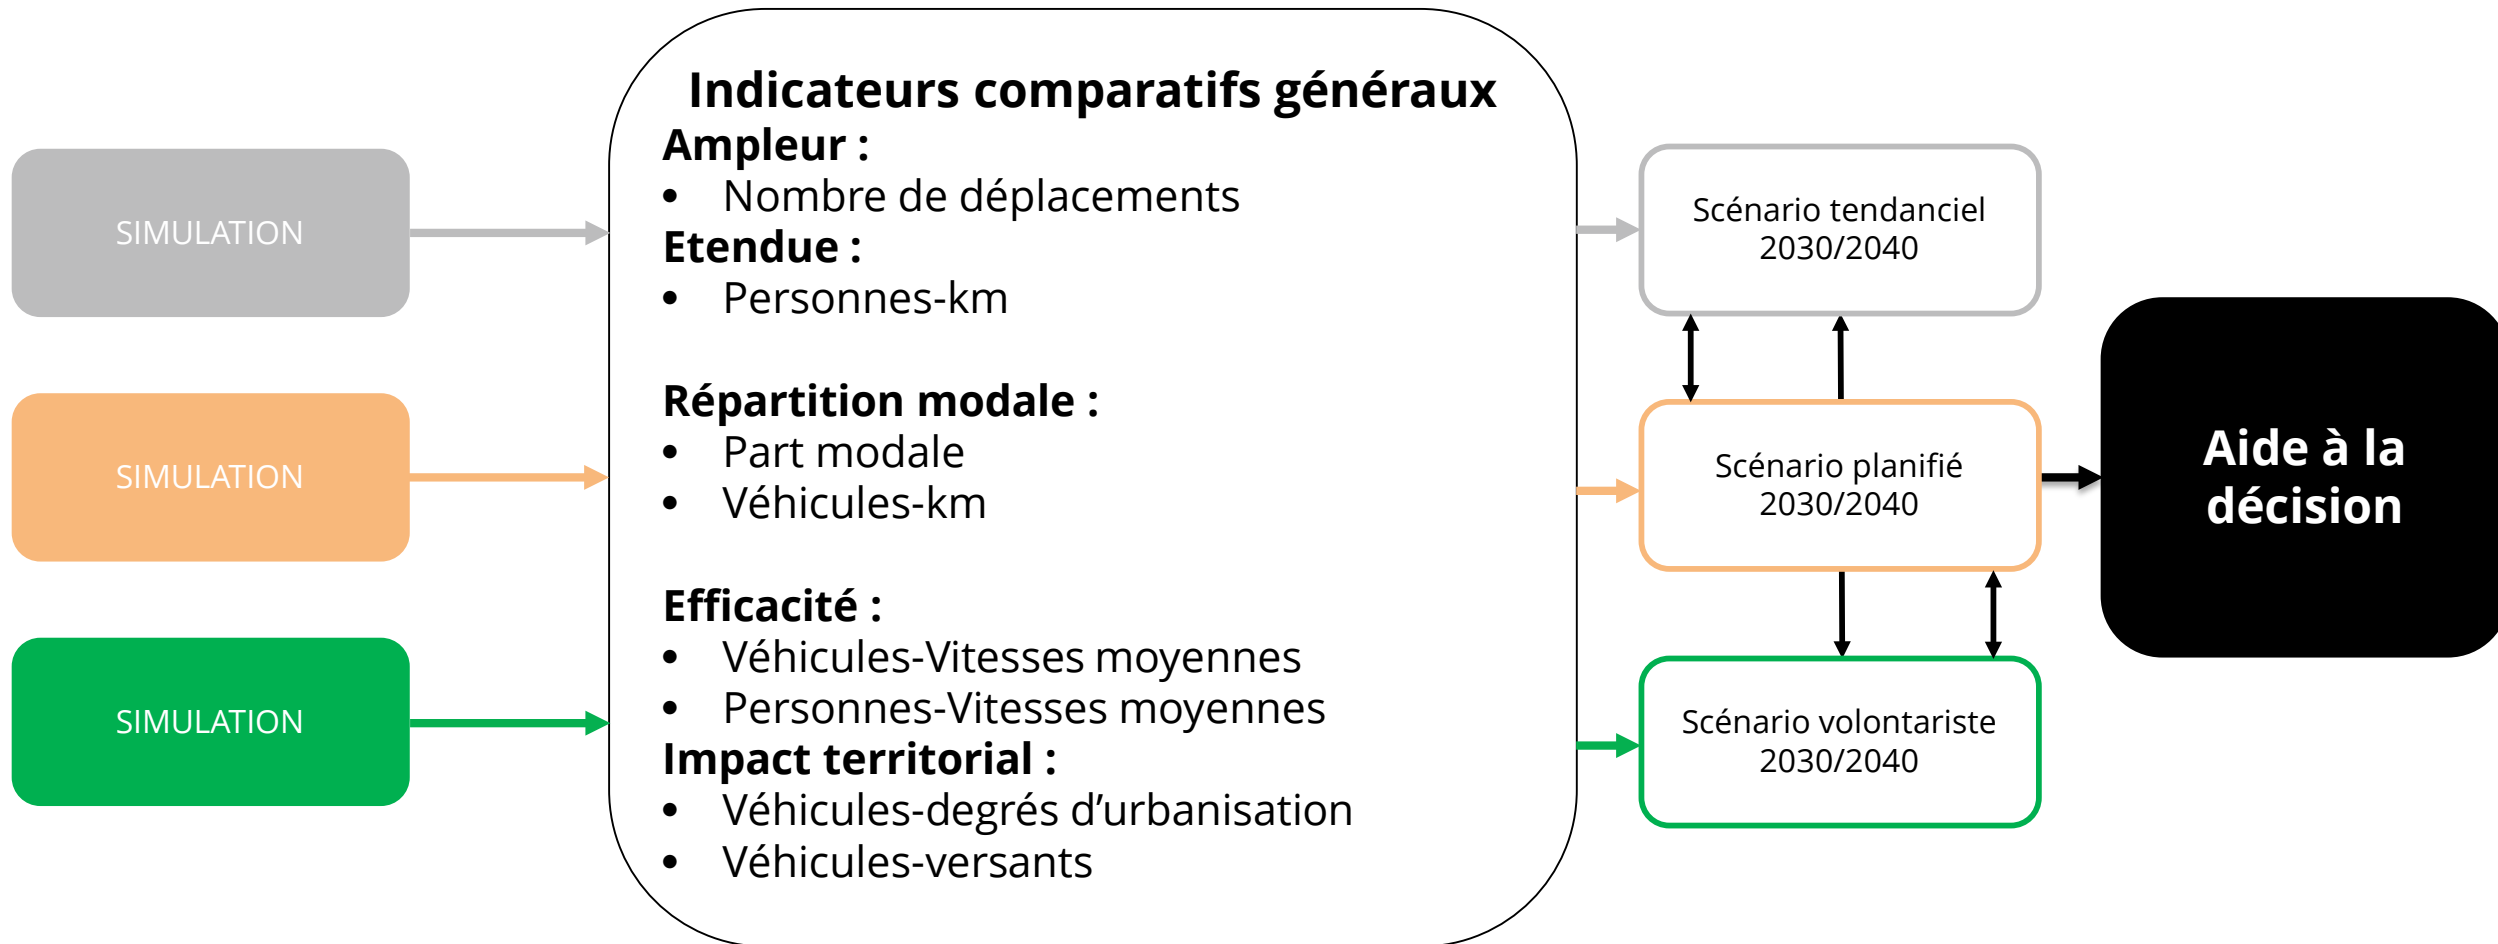 SIMULATION
SIMULATION
SIMULATION
Indicateurs comparatifs généraux
Ampleur :
• Nombre de déplacements
Etendue :
• Personnes-km
Répartition modale :
• Part modale
• Véhicules-km
Efficacité :
• Véhicules-Vitesses moyennes
• Personnes-Vitesses moyennes
Impact territorial :
• Véhicules-degrés d’urbanisation
• Véhicules-versants
Scénario tendanciel
2030/2040
Scénario planifié
2030/2040
Scénario volontariste
2030/2040
Aide à la
décision